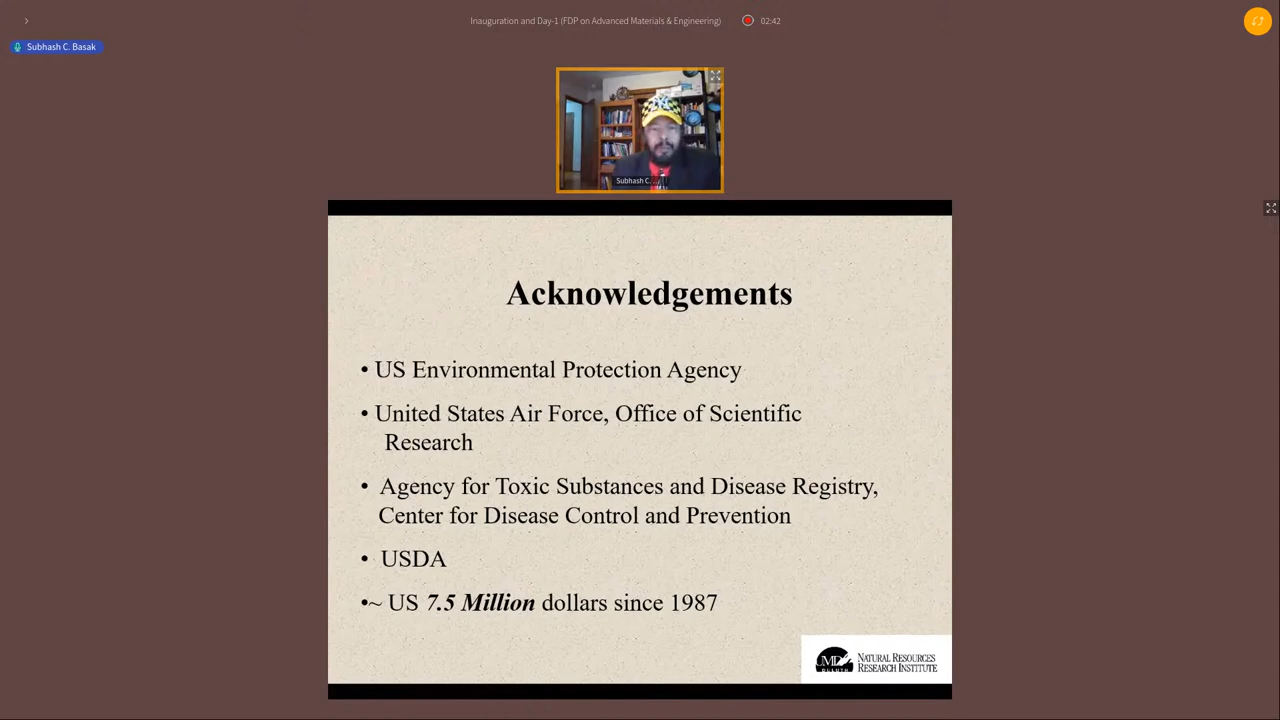 Inauguration and Day-1 (FDP on Advanced Materials & Engineering) 02:42
Subhash C. Basak
Subhash C. ...
Acknowledgements
• US Environmental Protection Agency
• United States Air Force, Office of Scientific
Research
• Agency for Toxic Substances and Disease Registry,
Center for Disease Control and Prevention
• USDA
•~ US 7.5 Million dollars since 1987
NATURAL RESOURCES
RESEARCH INSTITUTE